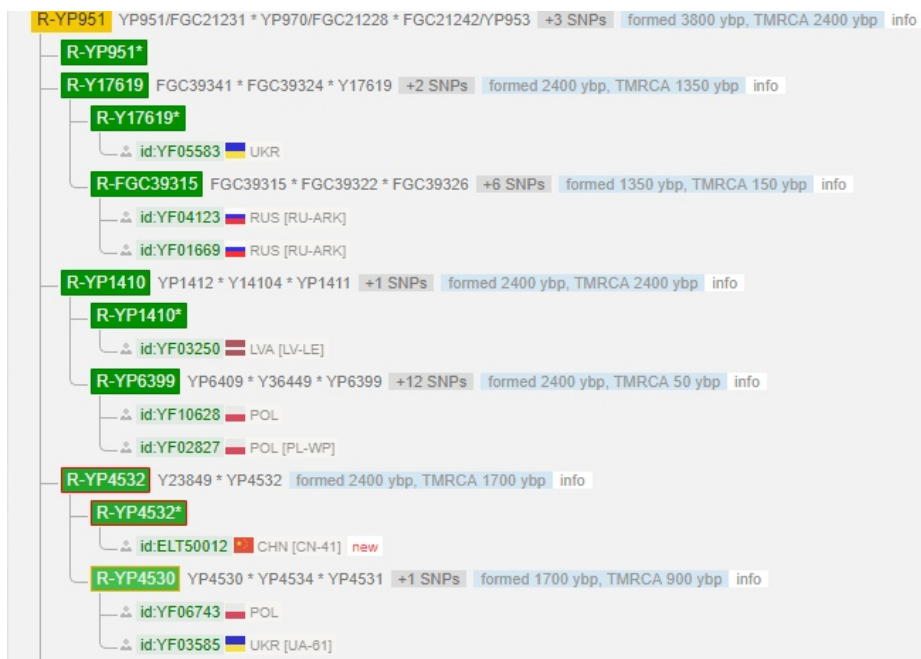 R-YP951 YP951/FGC21231 * YP970/FGC21228 * FGC21242/YP953 +3 SNPs formed 3800 ybp, TMRCA 2400 ybp info
R-YP951*
R-Y17619 FGC39341 * FGC39324 * Y17619 +2 SNPs formed 2400 ybp, TMRCA 1350 ybp info
R-Y17619*
id:YF05583 UKR
R-FGC39315 FGC39315 * FGC39322 * FGC39326 +6 SNPs formed 1350 ybp, TMRCA 150 ybp info
id:YF04123 RUS [RU-ARK]
id:YF01669 RUS [RU-ARK]
R-YP1410 YP1412 * Y14104 * YP1411 +1 SNPs formed 2400 ybp, TMRCA 2400 ybp info
R-YP1410*
id:YF03250 LVA [LV-LE]
R-YP6399 YP6409 * Y36449 * YP6399 +12 SNPs formed 2400 ybp, TMRCA 50 ybp info
id:YF10628 POL
id:YF02827 POL [PL-WP]
R-YP4532 Y23849 * YP4532 formed 2400 ybp, TMRCA 1700 ybp info
R-YP4532*
id:ELT50012 CHN [CN-41] new
R-YP4530 YP4530 * YP4534 * YP4531 +1 SNPs formed 1700 ybp, TMRCA 900 ybp info
id:YF06743 POL
id:YF03585 UKR [UA-61]